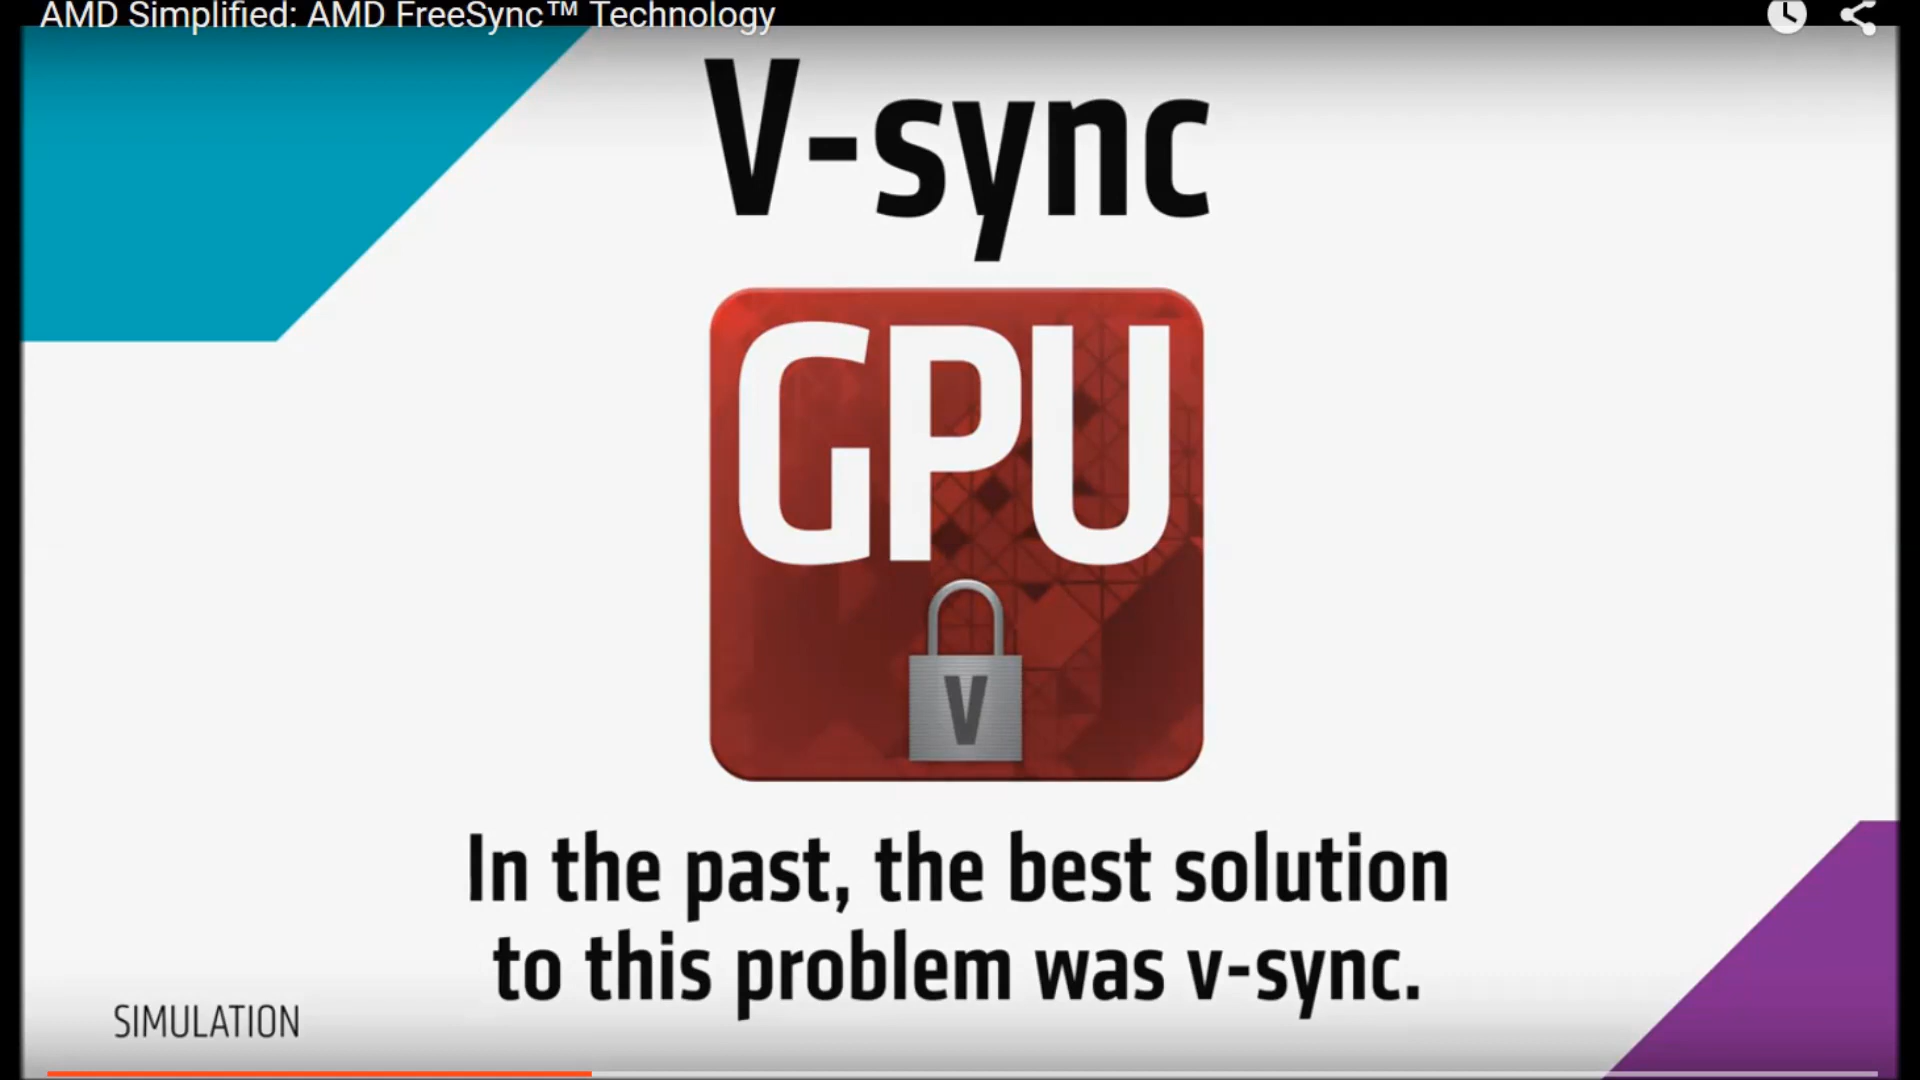 AMD Simplified: AMD FreeSync™ Technology
V-sync
GPU
V
In the past, the best solution
to this problem was v-sync.
SIMULATION